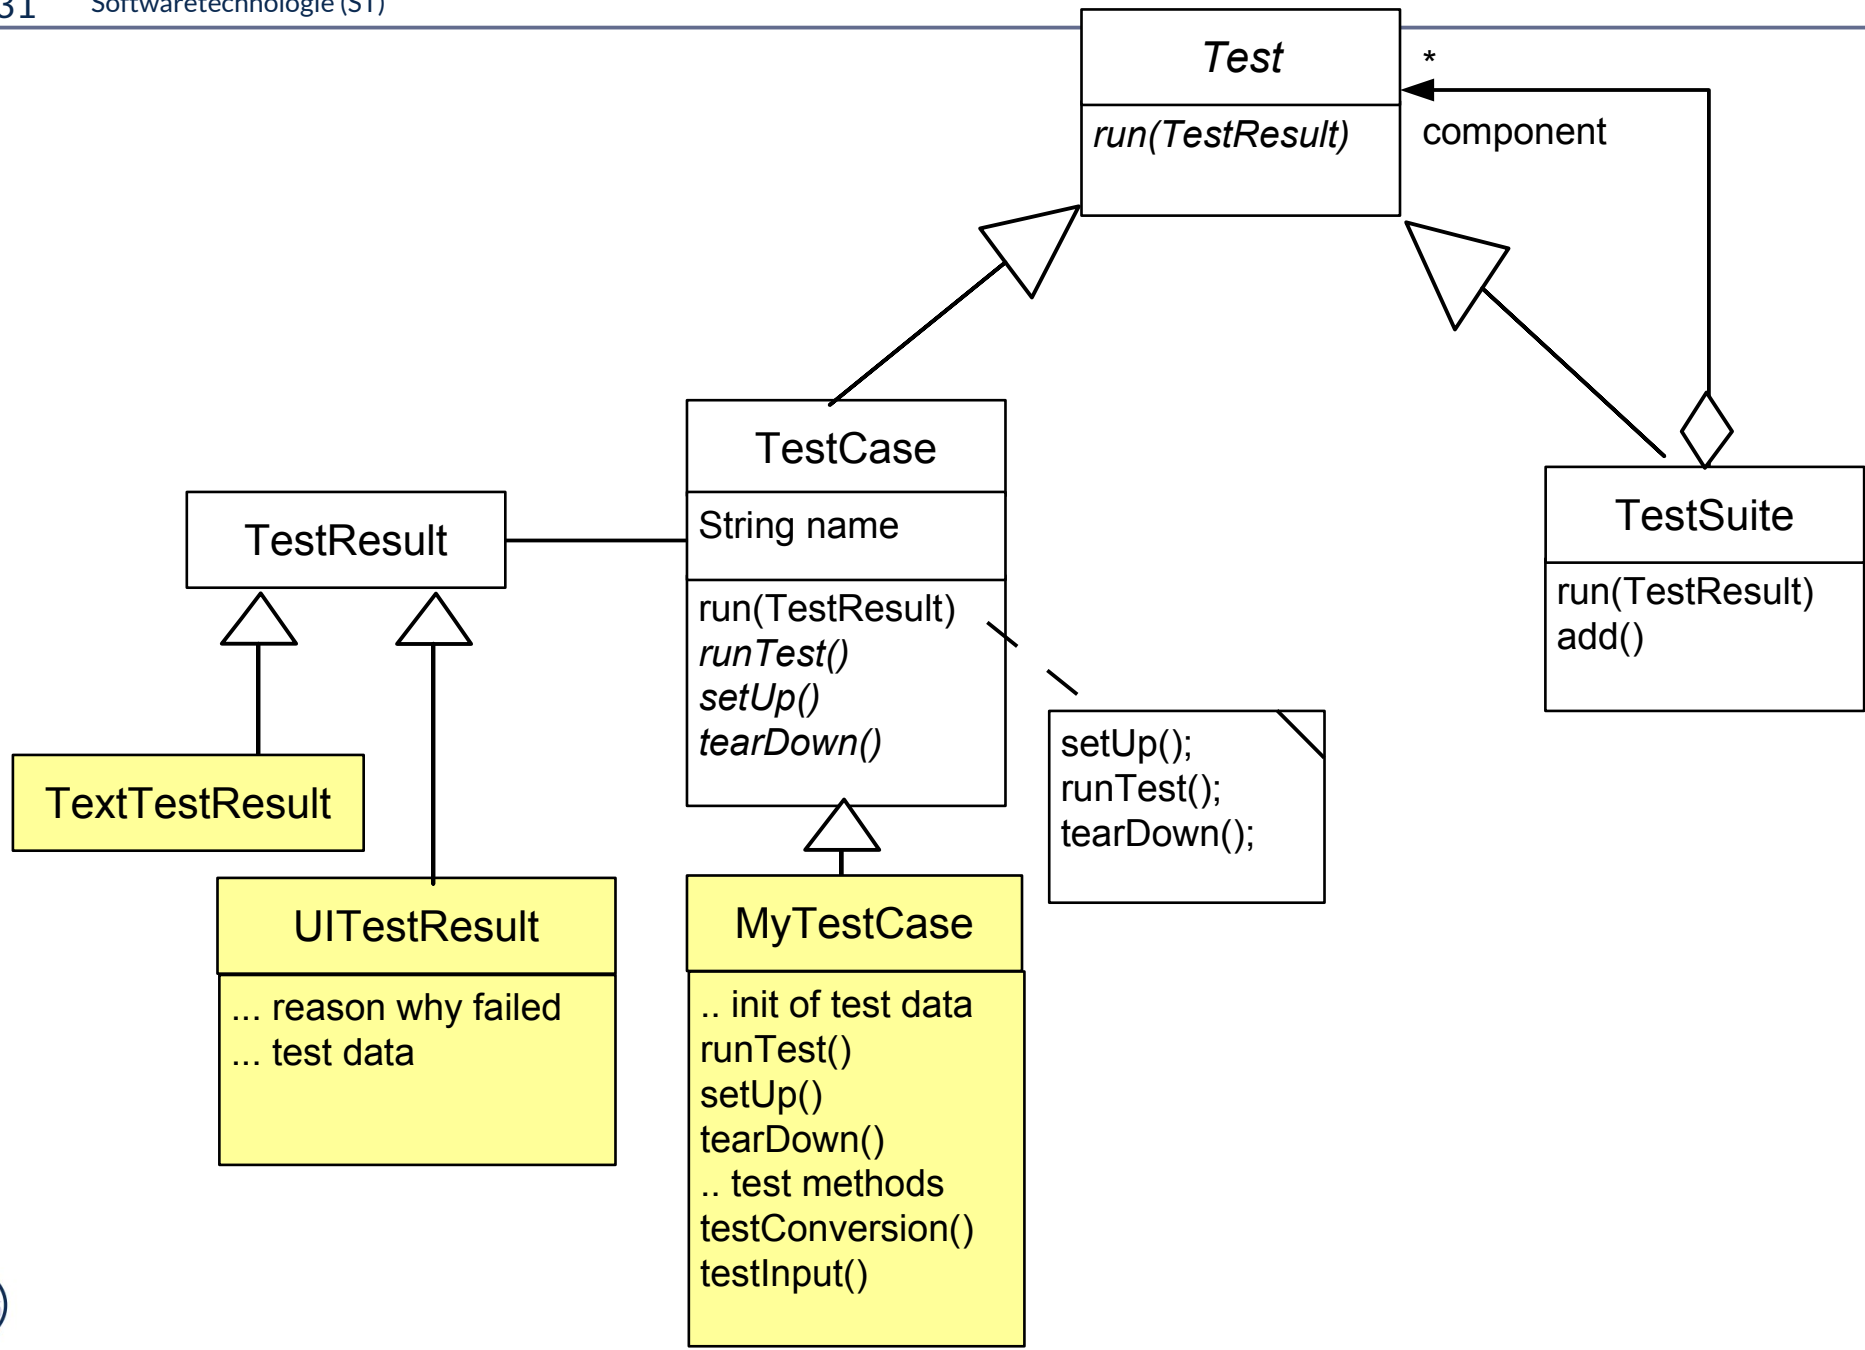 31 Softwaretechnologie (ST)
Test
run(TestResult)
*
component
TestCase
String name
run(TestResult)
runTest()
setUp()
tearDown()
TestResult
TestSuite
run(TestResult)
add()
setUp();
runTest();
tearDown();
TextTestResult
UITestResult
... reason why failed
... test data
MyTestCase
.. init of test data
runTest()
setUp()
tearDown()
.. test methods
testConversion()
testInput()